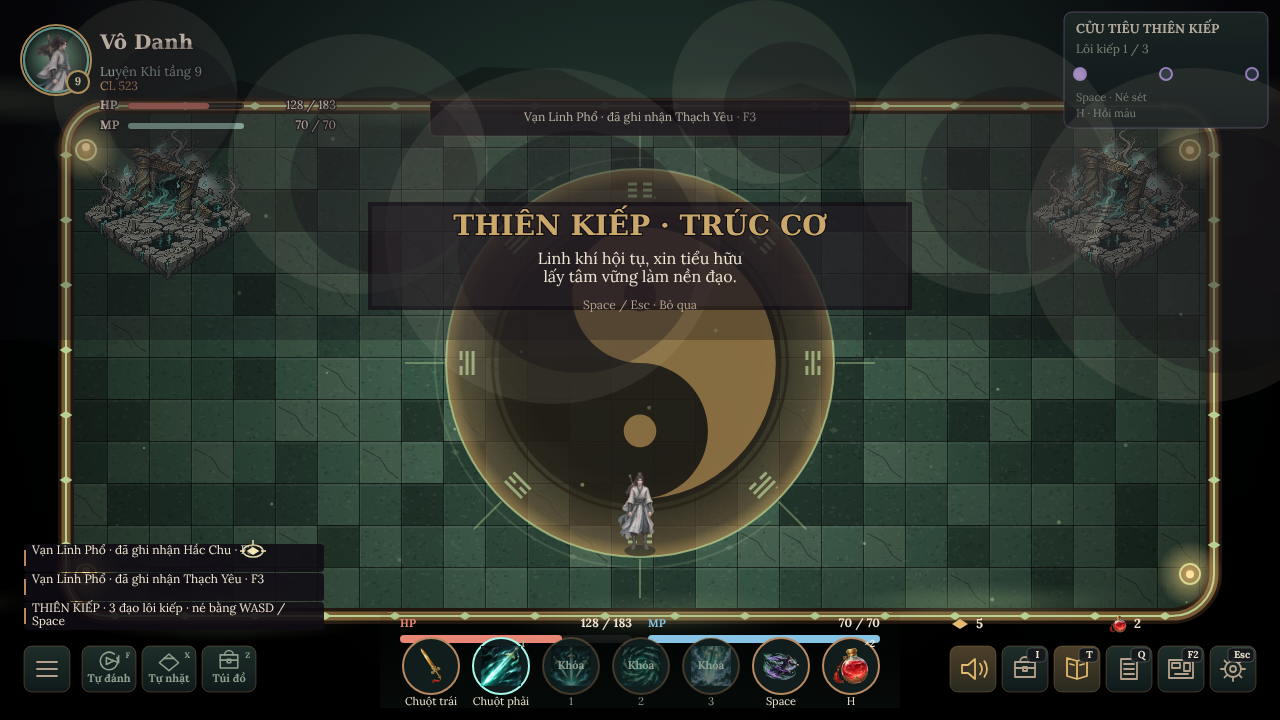 Vô Danh
Luyện Khí tầng 9
CL 523
9
HP 128 / 183
MP 70 / 70
Vạn Linh Phổ · đã ghi nhận Thạch Yêu · F3
CỬU TIÊU THIÊN KIẾP
Lôi kiếp 1 / 3
Space · Né sét
H · Hồi máu
THIÊN KIẾP · TRÚC CƠ
Linh khí hội tụ, xin tiểu hữu
lấy tâm vững làm nền đạo.
Space / Esc · Bỏ qua
Vạn Linh Phổ · đã ghi nhận Hắc Chu ·
Vạn Linh Phổ · đã ghi nhận Thạch Yêu · F3
THIÊN KIẾP · 3 đạo lôi kiếp · né bằng WASD /
Space
HP 128 / 183 MP 70 / 70
5
2
F
Tự đánh
X
Tự nhặt
Z
Túi đồ
Chuột trái
Chuột phải
Khóa
1
Khóa
2
Khóa
3
Space
H
I
T
Q
F2
Esc